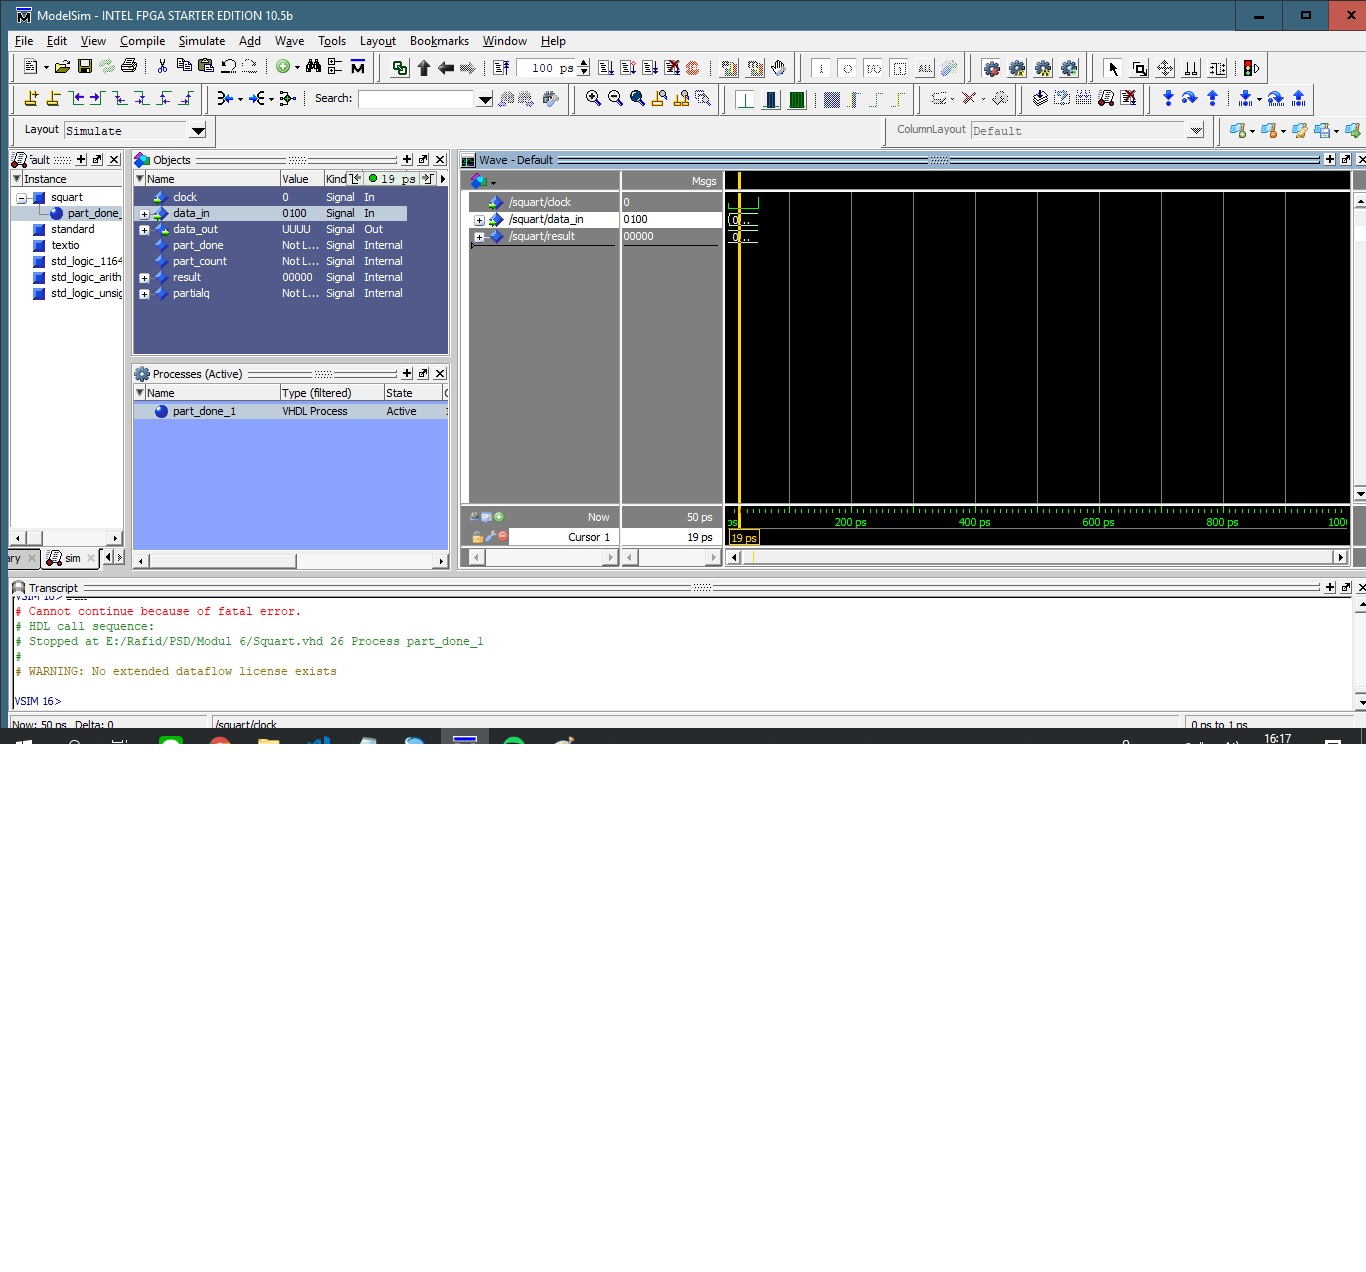 ModelSim - INTEL FPGA STARTER EDITION 10.5b
File Edit View Compile Simulate Add Wave Tools Layout Bookmarks Window Help
100 ps
Search:
Layout Simulate
ColumnLayout Default
Instance
squart
part_done_
standard
textio
std_logic_1164
std_logic_arith
std_logic_unsig
sim
Objects
Name Value Kind 19 ps
clock 0 Signal In
data_in 0100 Signal In
data_out UUUU Signal Out
part_done Not L... Signal Internal
part_count Not L... Signal Internal
result 00000 Signal Internal
partialq Not L... Signal Internal
Processes (Active)
Name Type (filtered) State
part_done_1 VHDL Process Active
Wave - Default
Msgs
/squart/clock 0
/squart/data_in 0100
/squart/result 00000
Now 50 ps
Cursor 1 19 ps
200 ps 400 ps 600 ps 800 ps 1000
19 ps
Transcript
# Cannot continue because of fatal error.
# HDL call sequence:
# Stopped at E:/Rafid/PSD/Modul 6/Squart.vhd 26 Process part_done_1
#
# WARNING: No extended dataflow license exists
VSIM 16>
Now: 50 ps Delta: 0 /squart/clock 0 ps to 1 ns
16:17